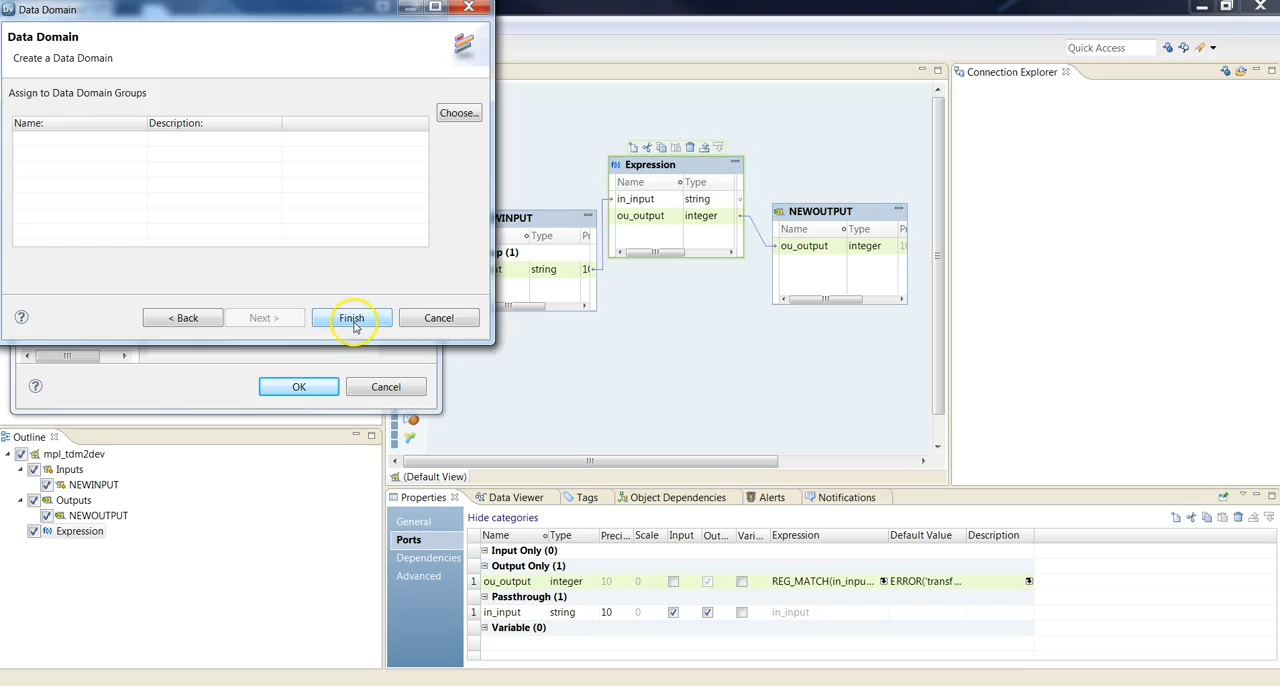 Data Domain
Data Domain
Create a Data Domain
Assign to Data Domain Groups
Name: Description:
Choose...
< Back Next > Finish Cancel
OK Cancel
Quick Access
Connection Explorer
Expression
Name Type
in_input string
ou_output integer
WINPUT
Type Pr
p (1)
t string 10
NEWOUTPUT
Name Type Pr
ou_output integer 10
(Default View)
Outline
mpl_tdm2dev
Inputs
NEWINPUT
Outputs
NEWOUTPUT
Expression
Properties Data Viewer Tags Object Dependencies Alerts Notifications
General
Ports
Dependencies
Advanced
Hide categories
Name Type Preci... Scale Input Out... Vari... Expression Default Value Description
Input Only (0)
Output Only (1)
1 ou_output integer 10 0 REG_MATCH(in_inpu... ERROR('transf...
Passthrough (1)
1 in_input string 10 0 in_input
Variable (0)